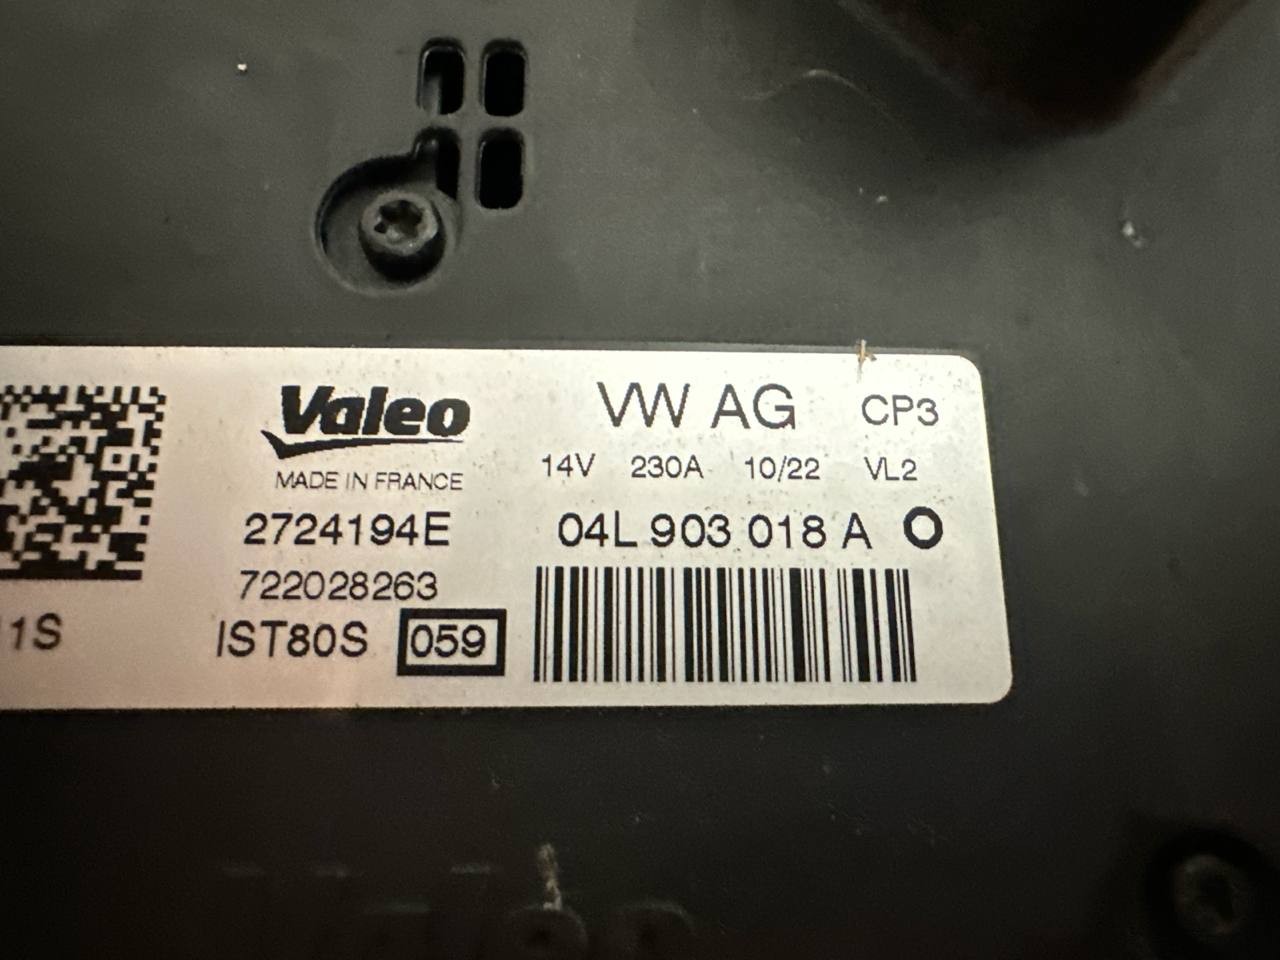 Valeo
MADE IN FRANCE
2724194E
722028263
IST80S 059
1S
VW AG CP3
14V 230A 10/22 VL2
04L 903 018 A O